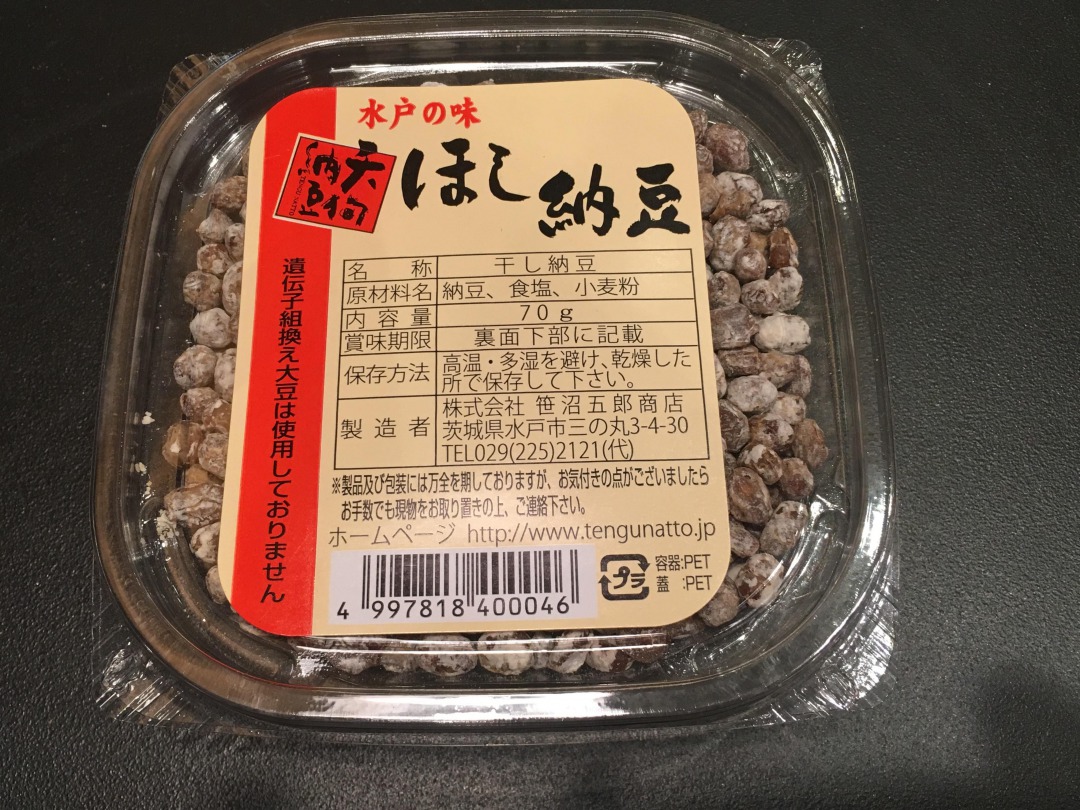 水戸の味
天狗納豆
TENGU NATTO
ほし納豆
遺伝子組換え大豆は使用しておりません
名称 干し納豆
原材料名 納豆、食塩、小麦粉
内容量 70g
賞味期限 裏面下部に記載
保存方法 高温・多湿を避け、乾燥した
所で保存して下さい。
製造者 株式会社 笹沼五郎商店
茨城県水戸市三の丸3-4-30
TEL029(225)2121(代)
※製品及び包装には万全を期しておりますが、お気付きの点がございましたら
お手数でも現物をお取り置きの上、ご連絡下さい。
ホームページ http://www.tengunatto.jp
4 997818 400046
プラ
容器:PET
蓋 :PET